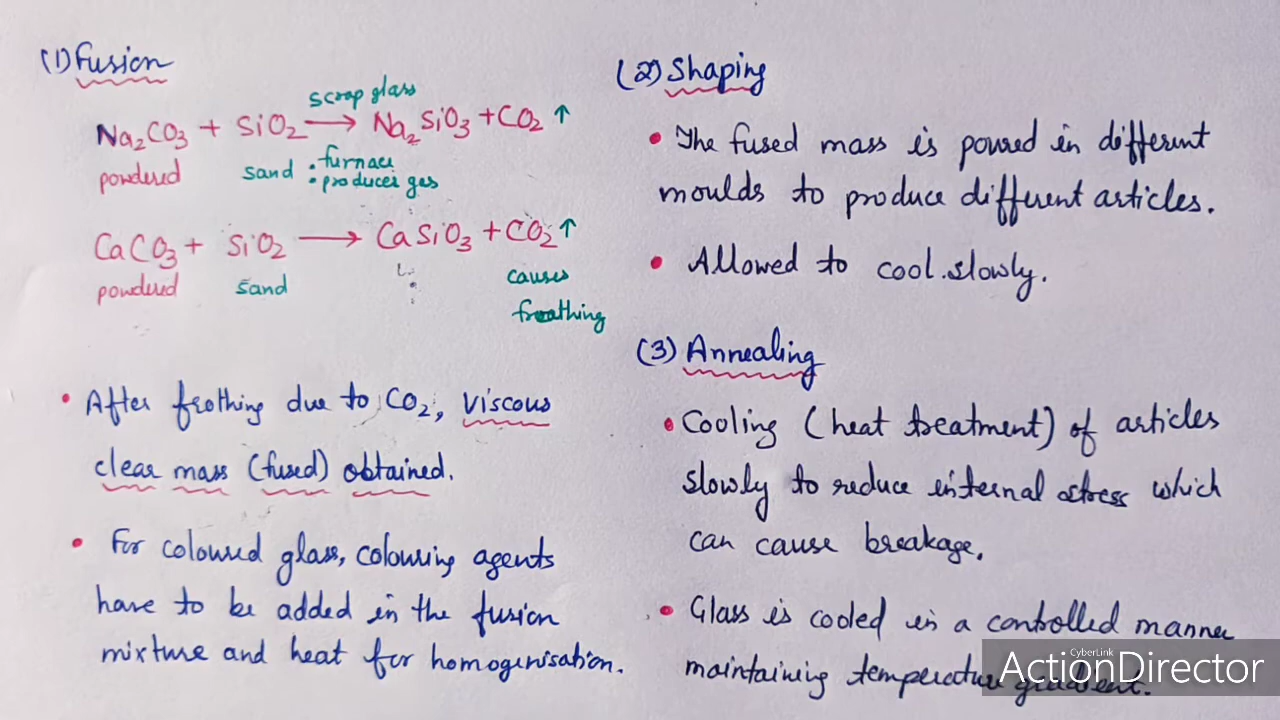 (1) Fusion
scrap glass
Na₂CO₃ + SiO₂ → Na₂SiO₃ + CO₂ ↑
powdered sand • furnace
• producer gas
CaCO₃ + SiO₂ → CaSiO₃ + CO₂ ↑
powdered sand causes
froathing
• After frothing due to CO₂, viscous
clear mass (fused) obtained.
• For coloured glass, colouring agents
have to be added in the fusion
mixture and heat for homogenisation.
(2) Shaping
• The fused mass is poured in different
moulds to produce different articles.
• Allowed to cool slowly.
(3) Annealing
• Cooling (heat treatment) of articles
slowly to reduce internal stress which
can cause breakage.
• Glass is cooled in a controlled manner
maintaining temperature gradient.
CyberLink
ActionDirector